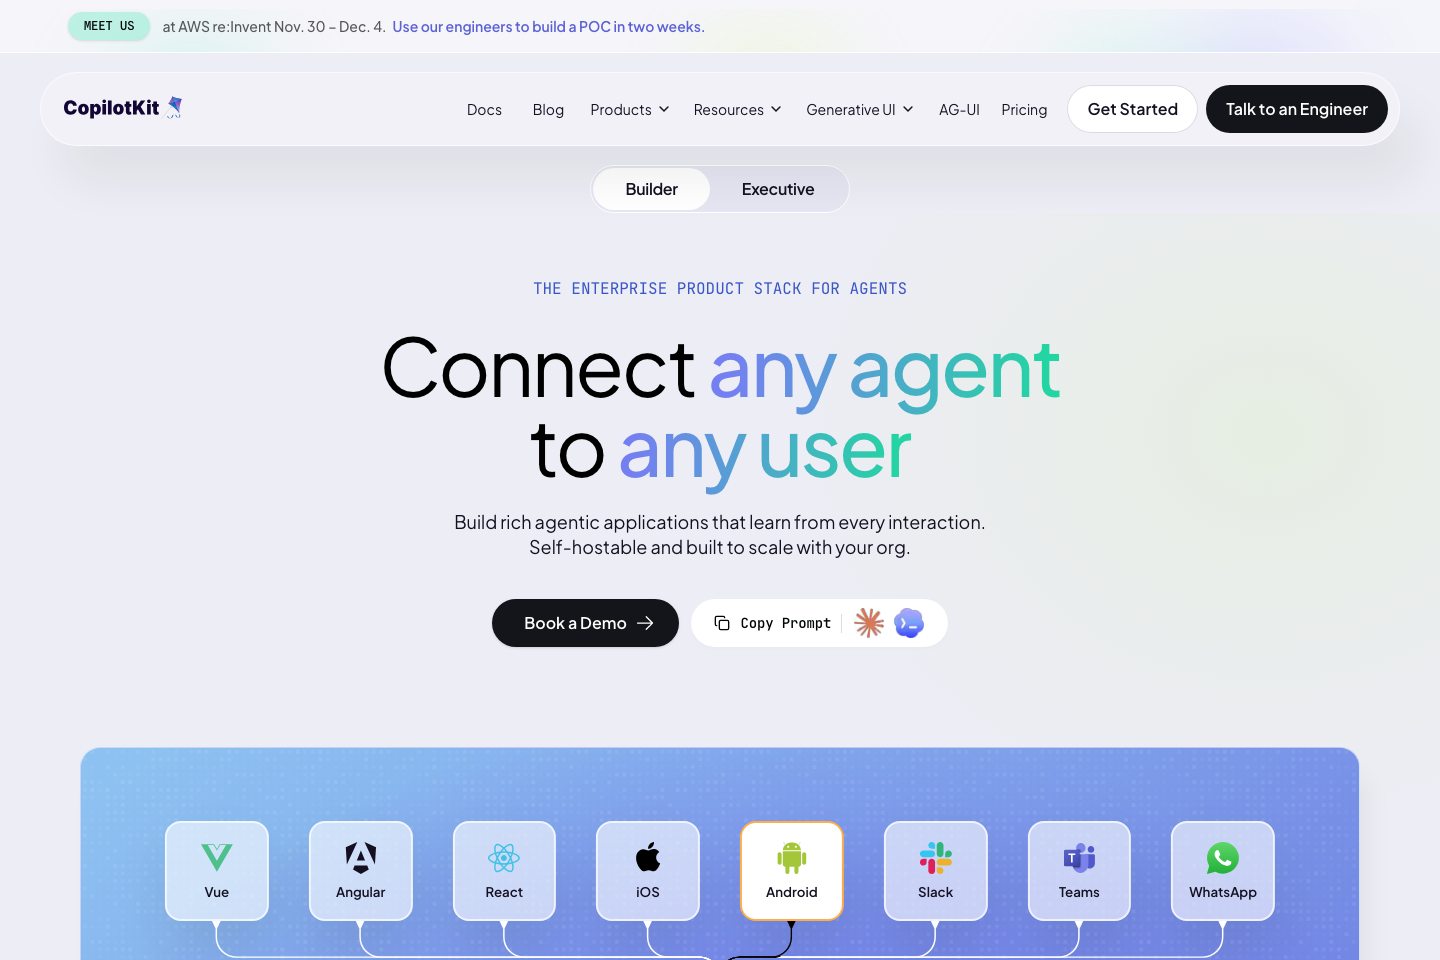 MEET US at AWS re:Invent Nov. 30 – Dec. 4. Use our engineers to build a POC in two weeks.
CopilotKit Docs Blog Products Resources Generative UI AG-UI Pricing Get Started Talk to an Engineer
Builder Executive
THE ENTERPRISE PRODUCT STACK FOR AGENTS
Connect any agent
to any user
Build rich agentic applications that learn from every interaction.
Self-hostable and built to scale with your org.
Book a Demo Copy Prompt
Vue Angular React iOS Android Slack Teams WhatsApp